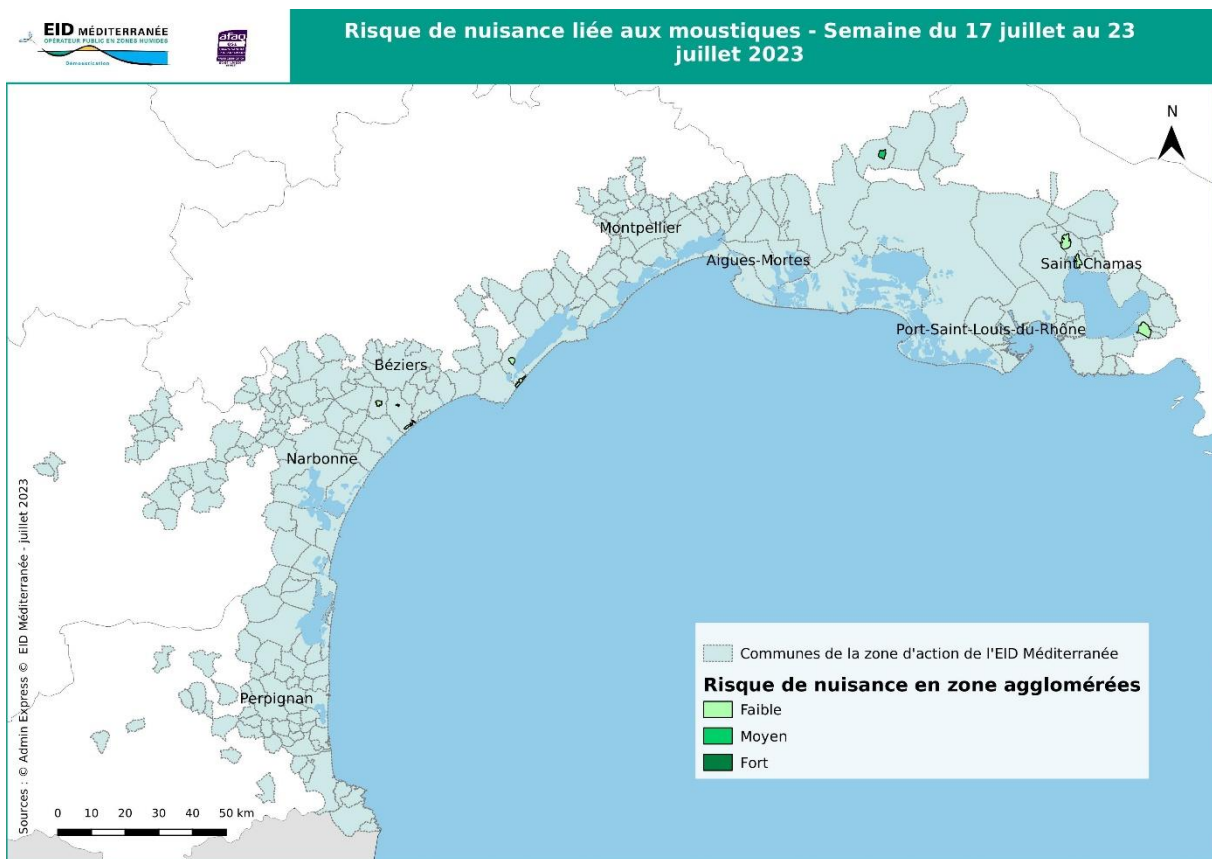 EID MÉDITERRANÉE
OPÉRATEUR PUBLIC EN ZONES HUMIDES
Démoustication
afaq
Risque de nuisance liée aux moustiques - Semaine du 17 juillet au 23
juillet 2023
N
Montpellier
Aigues-Mortes
Saint-Chamas
Port-Saint-Louis-du-Rhône
Béziers
Narbonne
Perpignan
Communes de la zone d'action de l'EID Méditerranée
Risque de nuisance en zone agglomérées
Faible
Moyen
Fort
0 10 20 30 40 50 km
Sources : © Admin Express © EID Méditerranée - juillet 2023